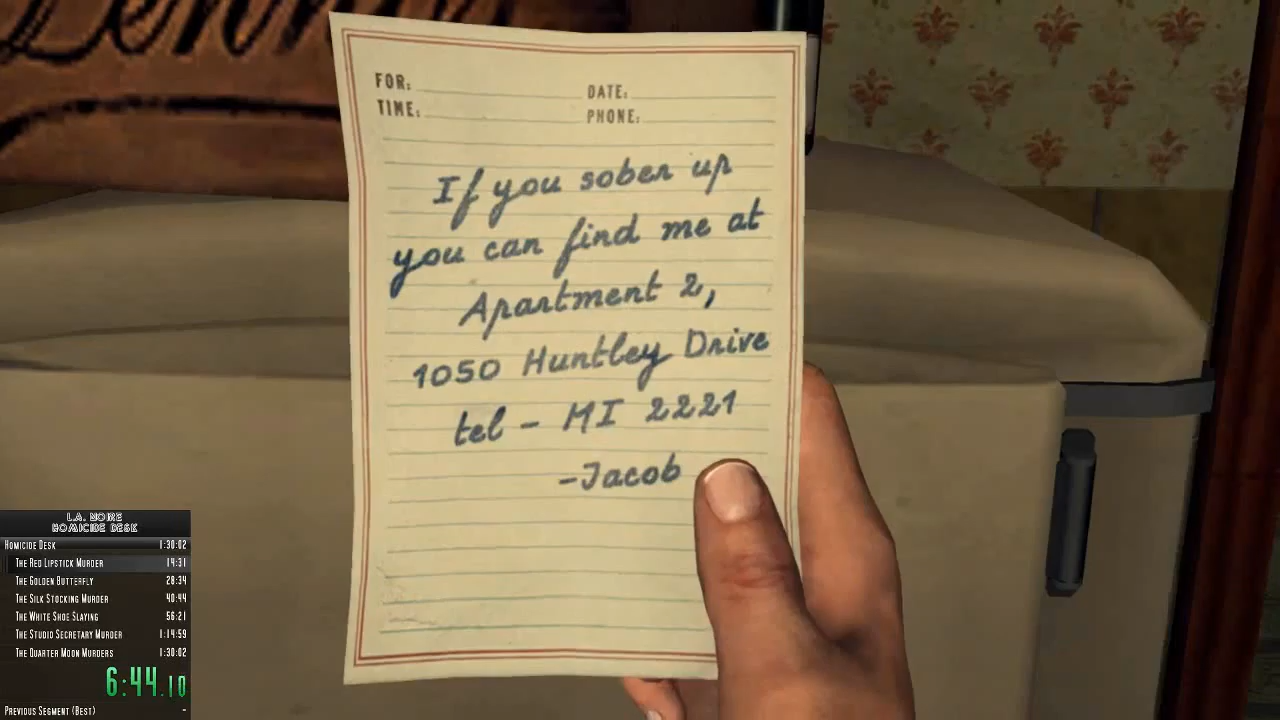 FOR:
DATE:
TIME:
PHONE:
If you sober up
you can find me at
Apartment 2,
1050 Huntley Drive
tel - MI 2221
-Jacob
L.A. NOIRE
HOMICIDE DESK
HOMICIDE DESK 1:30:02
THE RED LIPSTICK MURDER 14:31
THE GOLDEN BUTTERFLY 28:34
THE SILK STOCKING MURDER 40:44
THE WHITE SHOE SLAYING 56:21
THE STUDIO SECRETARY MURDER 1:14:59
THE QUARTER MOON MURDERS 1:30:02
6:44.10
PREVIOUS SEGMENT (BEST) -